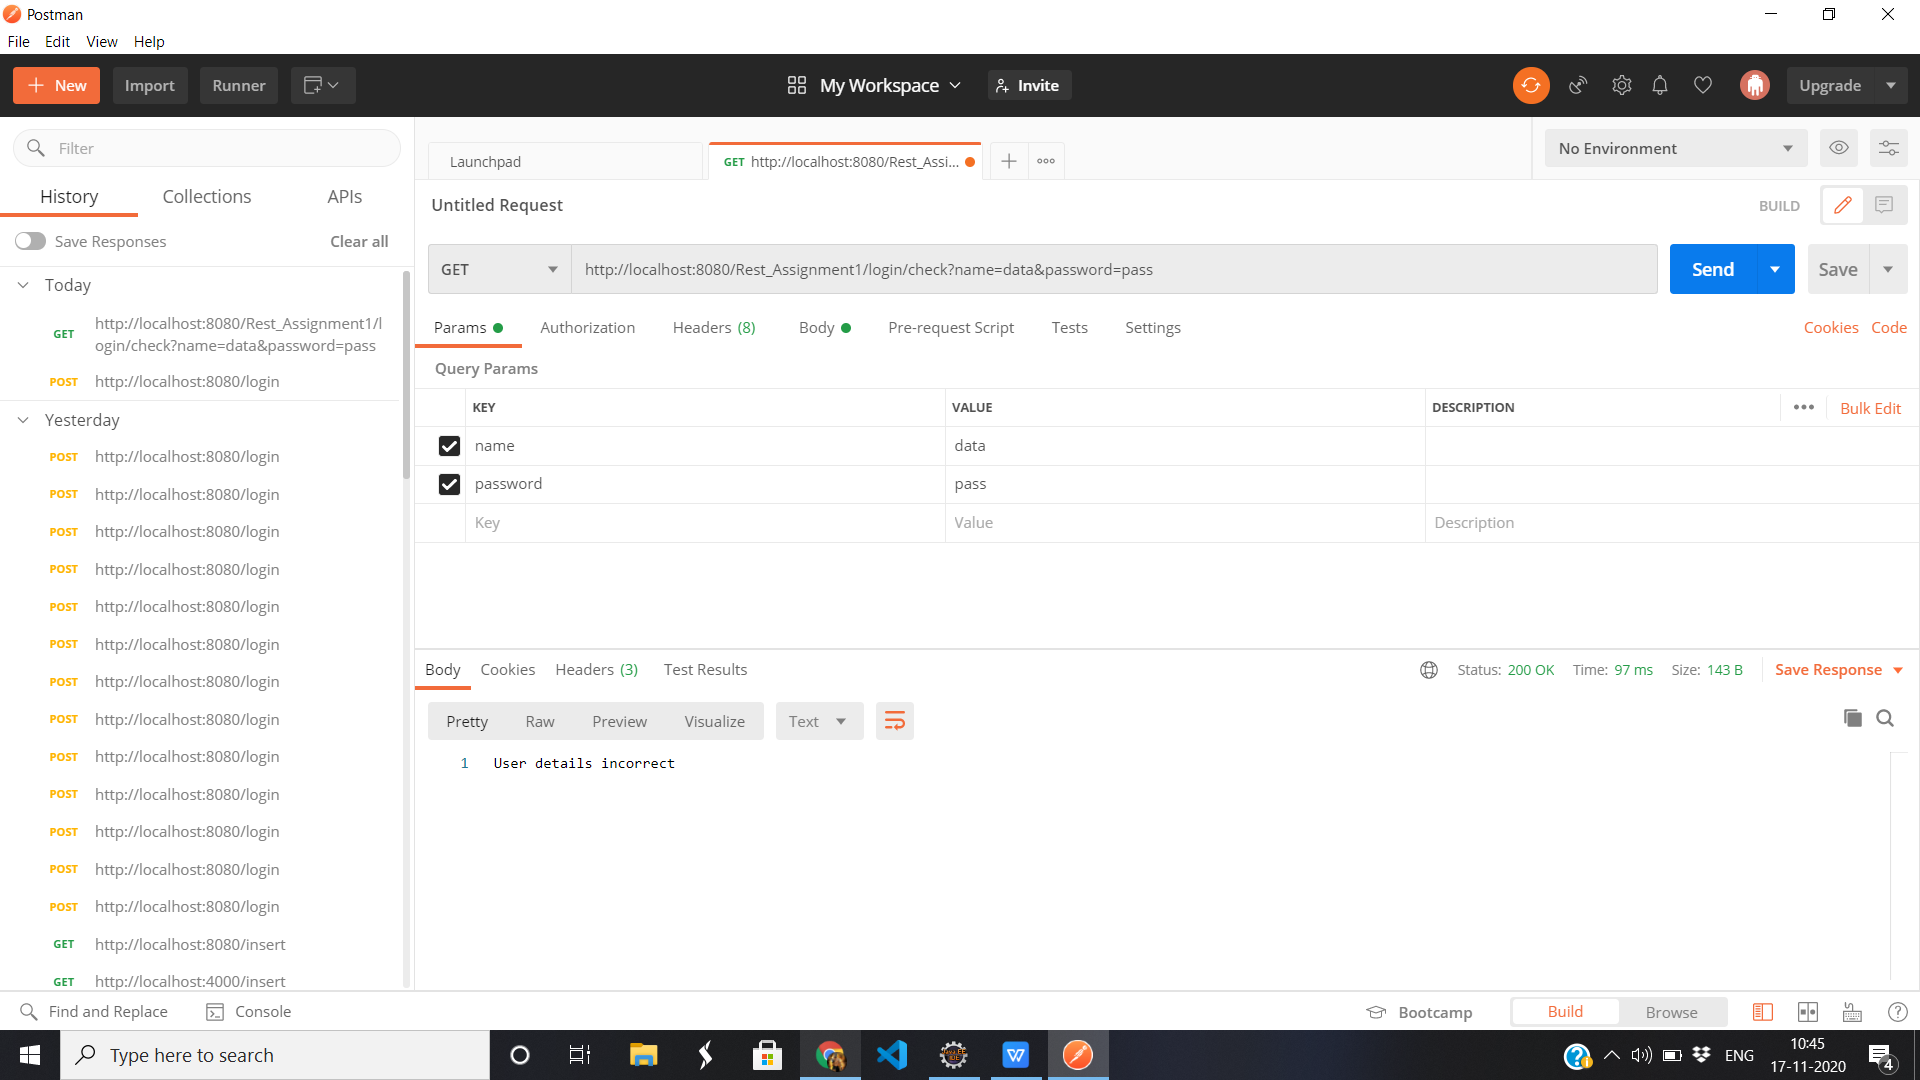 Postman
File Edit View Help
New Import Runner My Workspace Invite Upgrade
Filter
History Collections APIs
Save Responses Clear all
Today
GET http://localhost:8080/Rest_Assignment1/l
ogin/check?name=data&password=pass
POST http://localhost:8080/login
Yesterday
POST http://localhost:8080/login
POST http://localhost:8080/login
POST http://localhost:8080/login
POST http://localhost:8080/login
POST http://localhost:8080/login
POST http://localhost:8080/login
POST http://localhost:8080/login
POST http://localhost:8080/login
POST http://localhost:8080/login
POST http://localhost:8080/login
POST http://localhost:8080/login
POST http://localhost:8080/login
POST http://localhost:8080/login
GET http://localhost:8080/insert
GET http://localhost:4000/insert
Launchpad GET http://localhost:8080/Rest_Assi... No Environment
Untitled Request BUILD
GET http://localhost:8080/Rest_Assignment1/login/check?name=data&password=pass Send Save
Params Authorization Headers (8) Body Pre-request Script Tests Settings Cookies Code
Query Params
KEY VALUE DESCRIPTION Bulk Edit
name data
password pass
Key Value Description
Body Cookies Headers (3) Test Results Status: 200 OK Time: 97 ms Size: 143 B Save Response
Pretty Raw Preview Visualize Text
1 User details incorrect
Find and Replace Console Bootcamp Build Browse
Type here to search ENG 10:45
17-11-2020 4